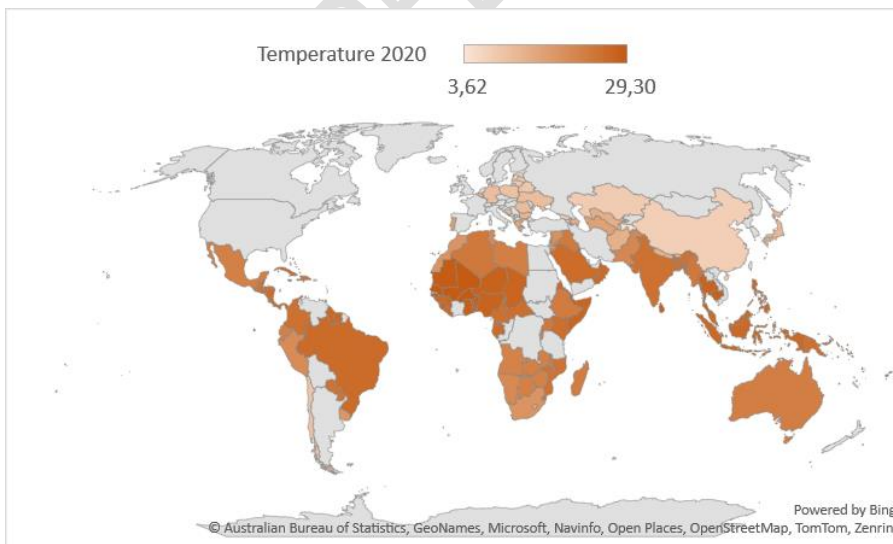 Temperature 2020
3,62 29,30
Powered by Bing
© Australian Bureau of Statistics, GeoNames, Microsoft, Navinfo, Open Places, OpenStreetMap, TomTom, Zenrin